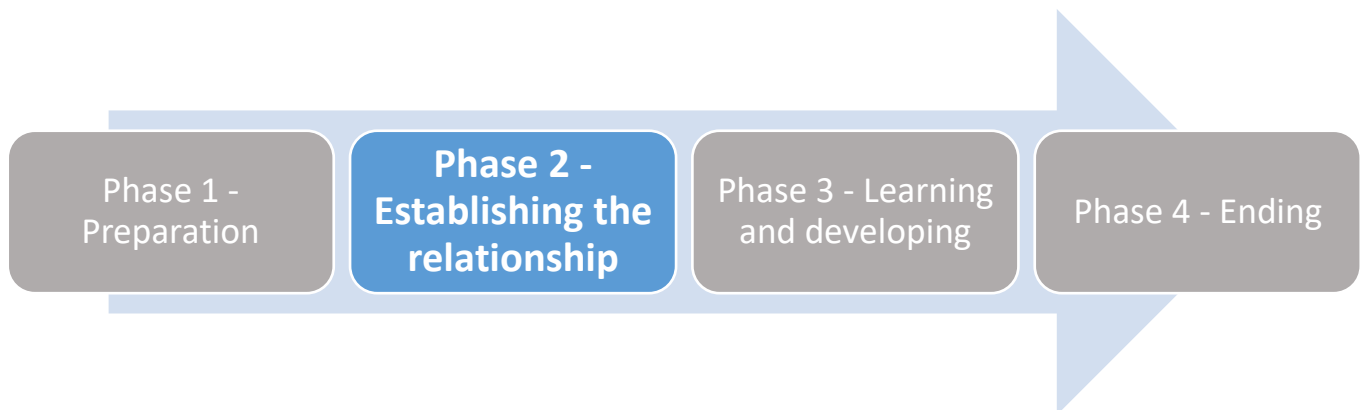 Phase 1 -
Preparation
Phase 2 -
Establishing the
relationship
Phase 3 - Learning
and developing
Phase 4 - Ending